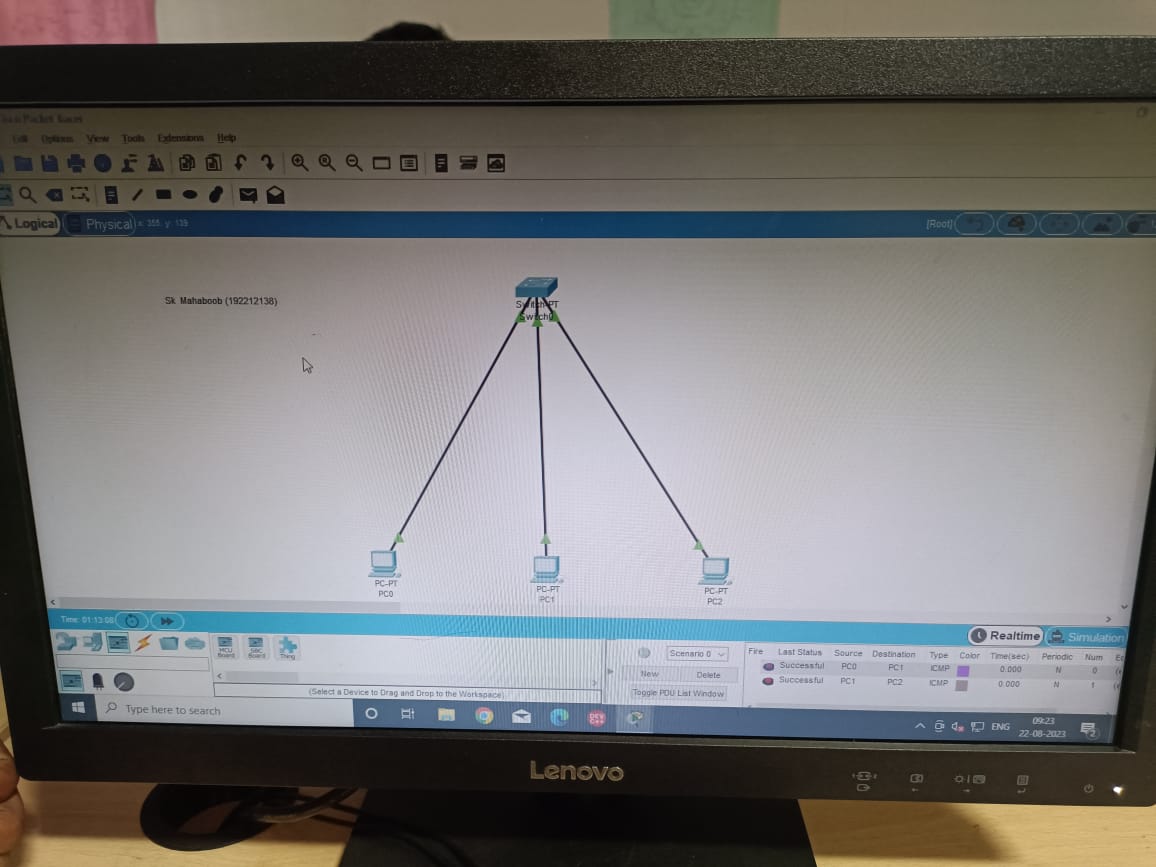 Edit Options View Tools Extensions Help
Logical Physical x: 355, y: 139
[Root]
Sk Mahaboob (192212138)
Switch-PT
Switch0
PC-PT
PC0
PC-PT
PC1
PC-PT
PC2
Time: 01:13:08
Realtime Simulation
MCU Board
SBC Board
Thing
(Select a Device to Drag and Drop to the Workspace)
Scenario 0
New Delete
Toggle PDU List Window
Fire Last Status Source Destination Type Color Time(sec) Periodic Num
Successful PC0 PC1 ICMP 0.000 N 0
Successful PC1 PC2 ICMP 0.000 N 1
Type here to search
DEV C++
ENG
09:23
22-08-2023
2
Lenovo